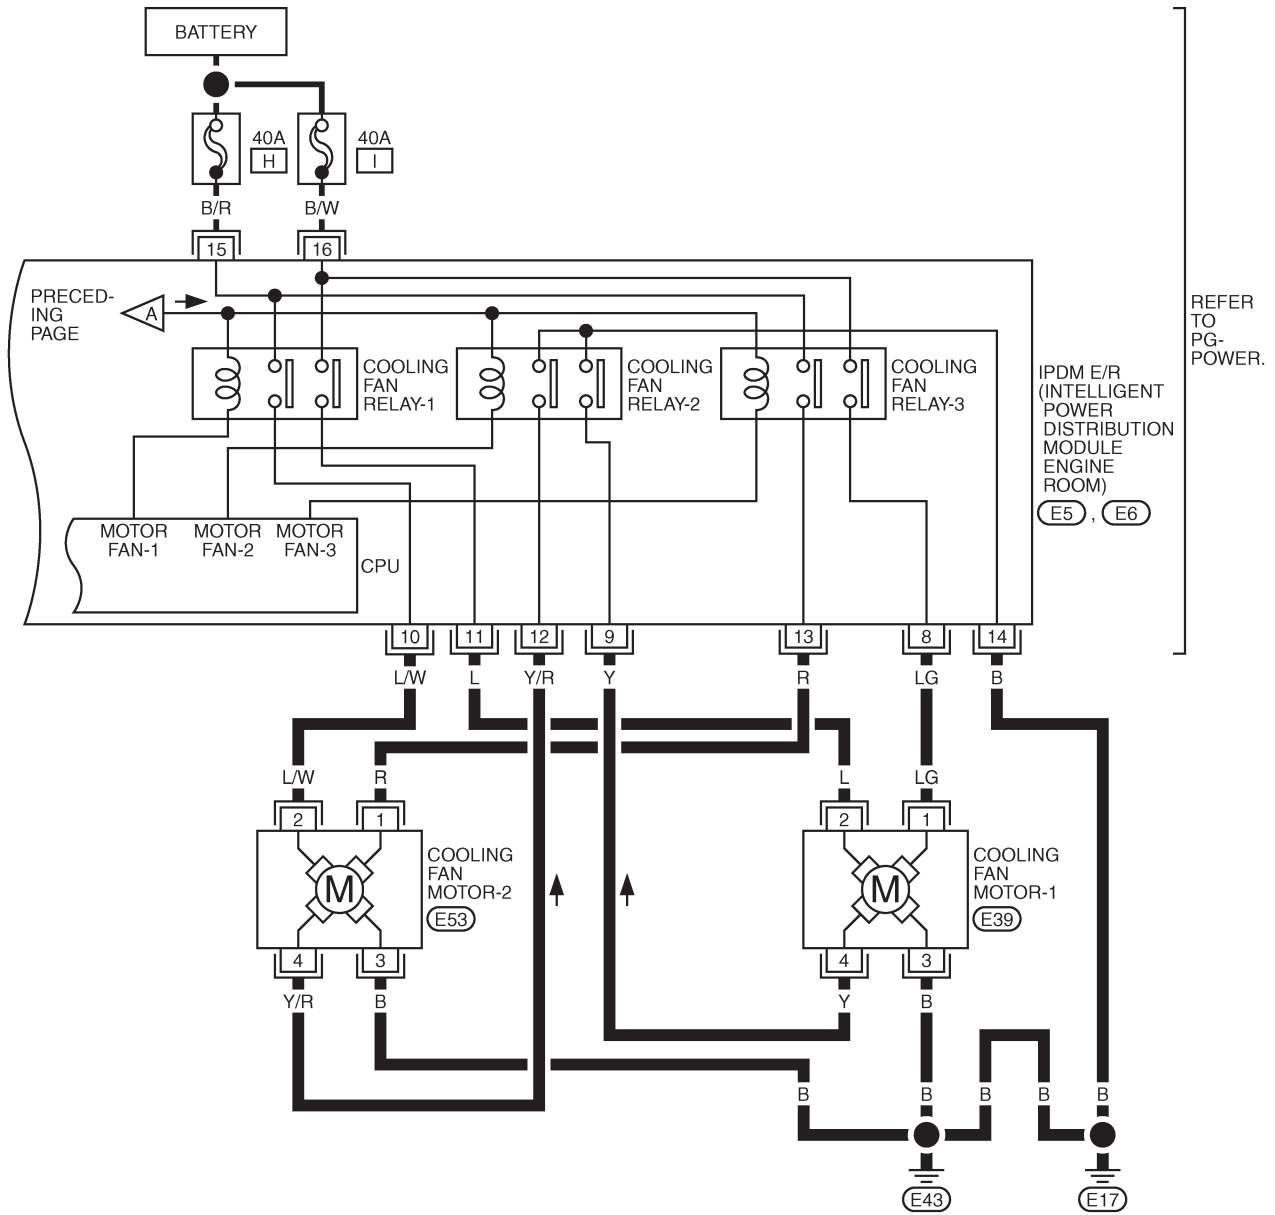 BATTERY
40A
H
40A
I
B/R
B/W
15
16
PRECED-
ING
PAGE
A
COOLING
FAN
RELAY-1
COOLING
FAN
RELAY-2
COOLING
FAN
RELAY-3
REFER
TO
PG-
POWER.
IPDM E/R
(INTELLIGENT
POWER
DISTRIBUTION
MODULE
ENGINE
ROOM)
E5 , E6
MOTOR
FAN-1
MOTOR
FAN-2
MOTOR
FAN-3
CPU
10
11
12
9
13
8
14
L/W
L
Y/R
Y
R
LG
B
L/W
R
L
LG
2
1
2
1
M
COOLING
FAN
MOTOR-2
E53
M
COOLING
FAN
MOTOR-1
E39
4
3
4
3
Y/R
B
Y
B
B
B
B
B
B
E43
E17